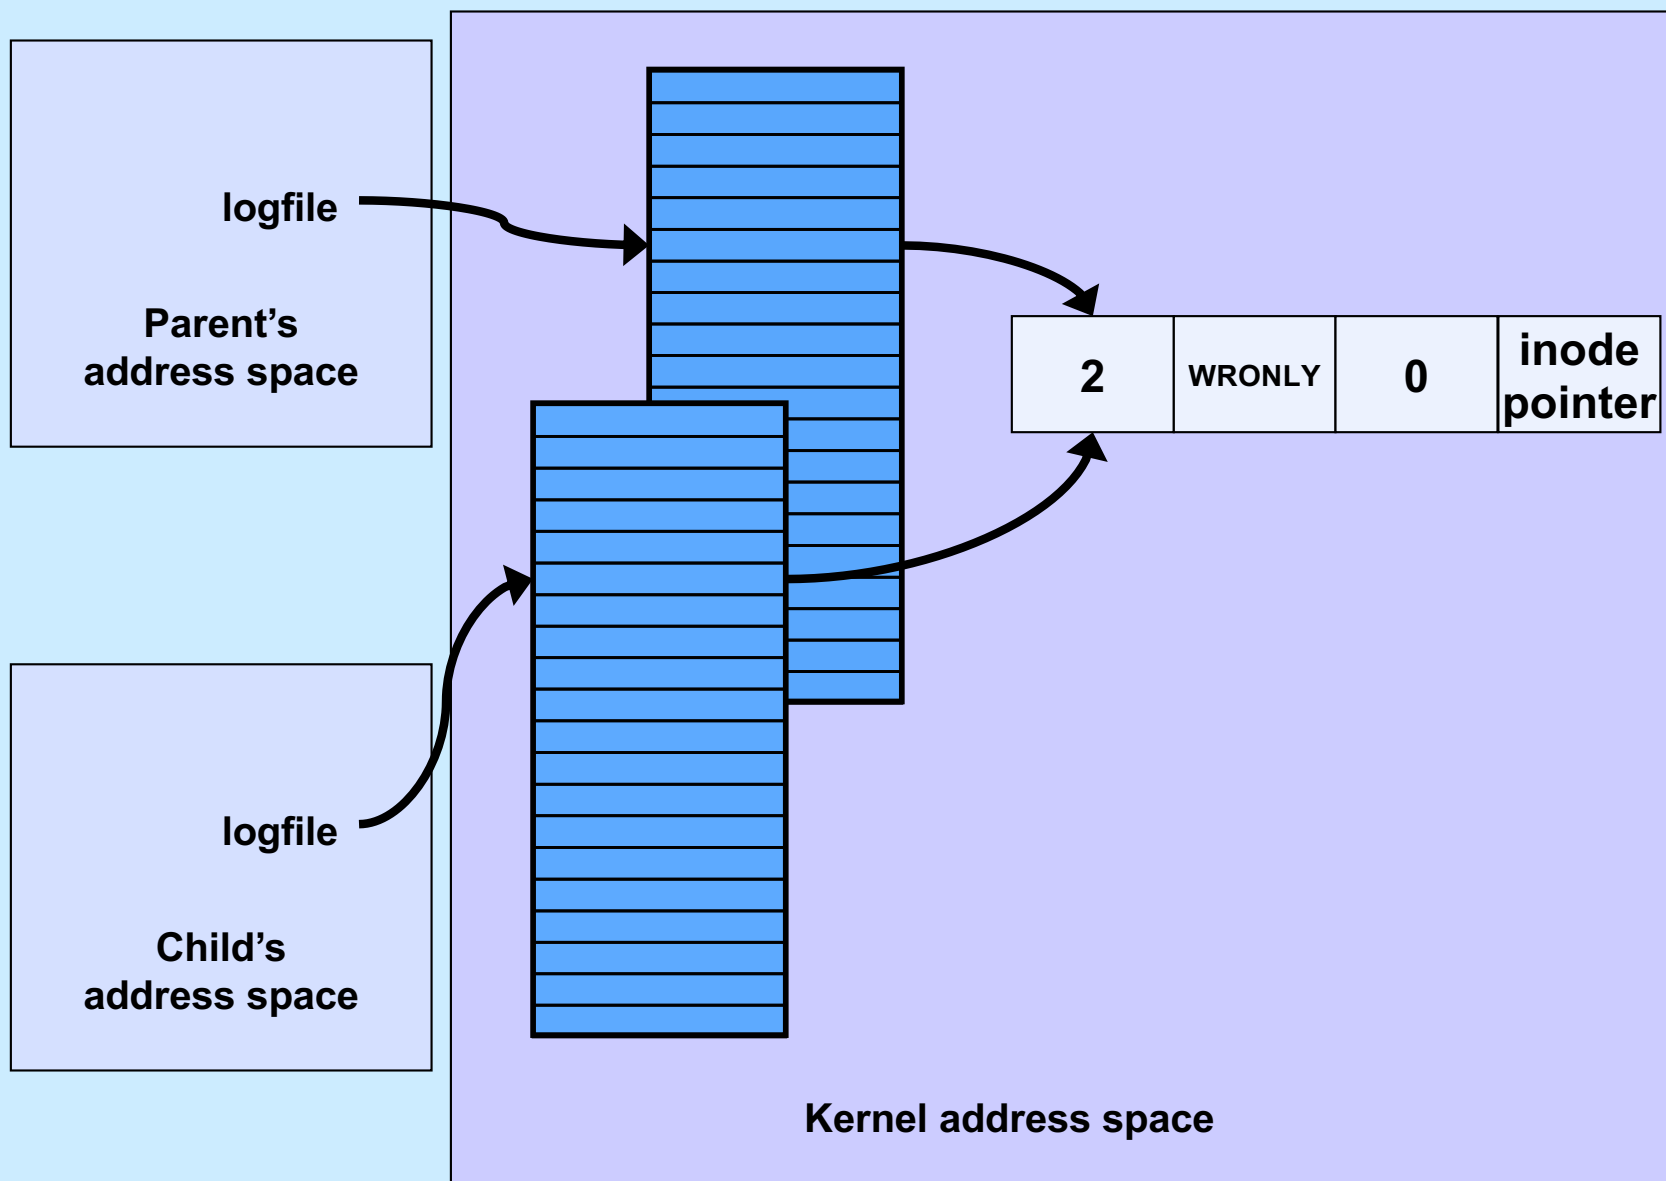 logfile
Parent’s
address space
2
WRONLY
0
inode
pointer
logfile
Child’s
address space
Kernel address space